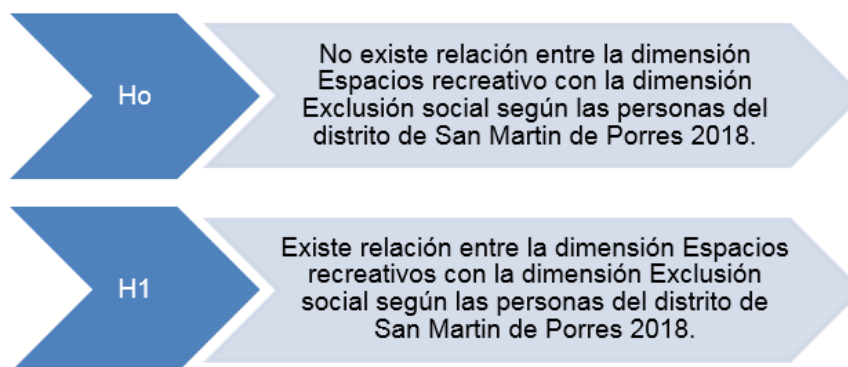 Ho
No existe relación entre la dimensión
Espacios recreativo con la dimensión
Exclusión social según las personas del
distrito de San Martin de Porres 2018.
H1
Existe relación entre la dimensión Espacios
recreativos con la dimensión Exclusión
social según las personas del distrito de
San Martin de Porres 2018.